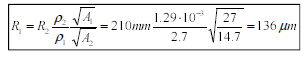 R₁ = R₂ ρ₂/ρ₁ √A₁/√A₂ = 210mm 1.29·10⁻³/2.7 √(27/14.7) = 136 μm